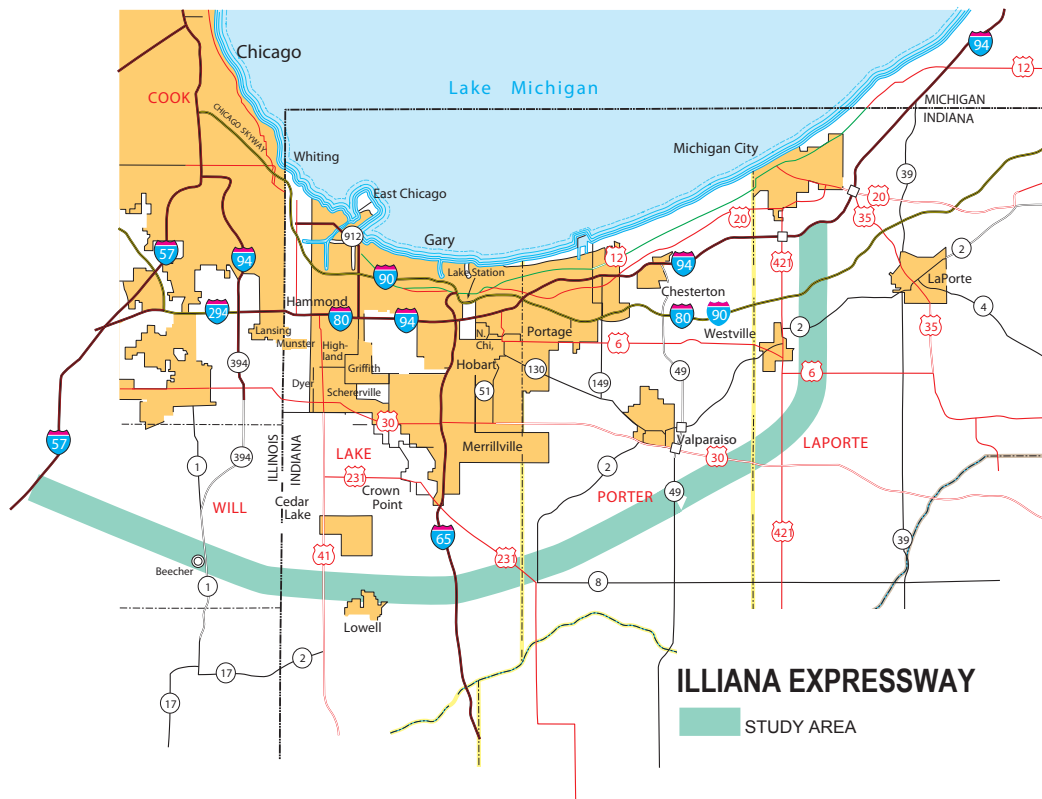 Chicago
94
Lake Michigan
12
COOK
CHICAGO SKYWAY
MICHIGAN
INDIANA
Whiting
Michigan City
39
East Chicago
20
35
20
912
Gary
12
2
57
94
90
Lake Station
94
421
LaPorte
Chesterton
4
294
Hammond
80
94
80
90
Westville
2
35
Lansing
Munster
High-
land
N.
Chi,
Portage
6
394
Griffith
Hobart
130
149
49
6
Dyer
Schererville
51
30
57
Merrillville
Valparaiso
LAPORTE
1
394
ILLINOIS
INDIANA
LAKE
231
30
2
WILL
Cedar
Lake
Crown
Point
PORTER
49
65
421
39
41
231
Beecher
1
8
Lowell
2
17
17
ILLIANA EXPRESSWAY
STUDY AREA